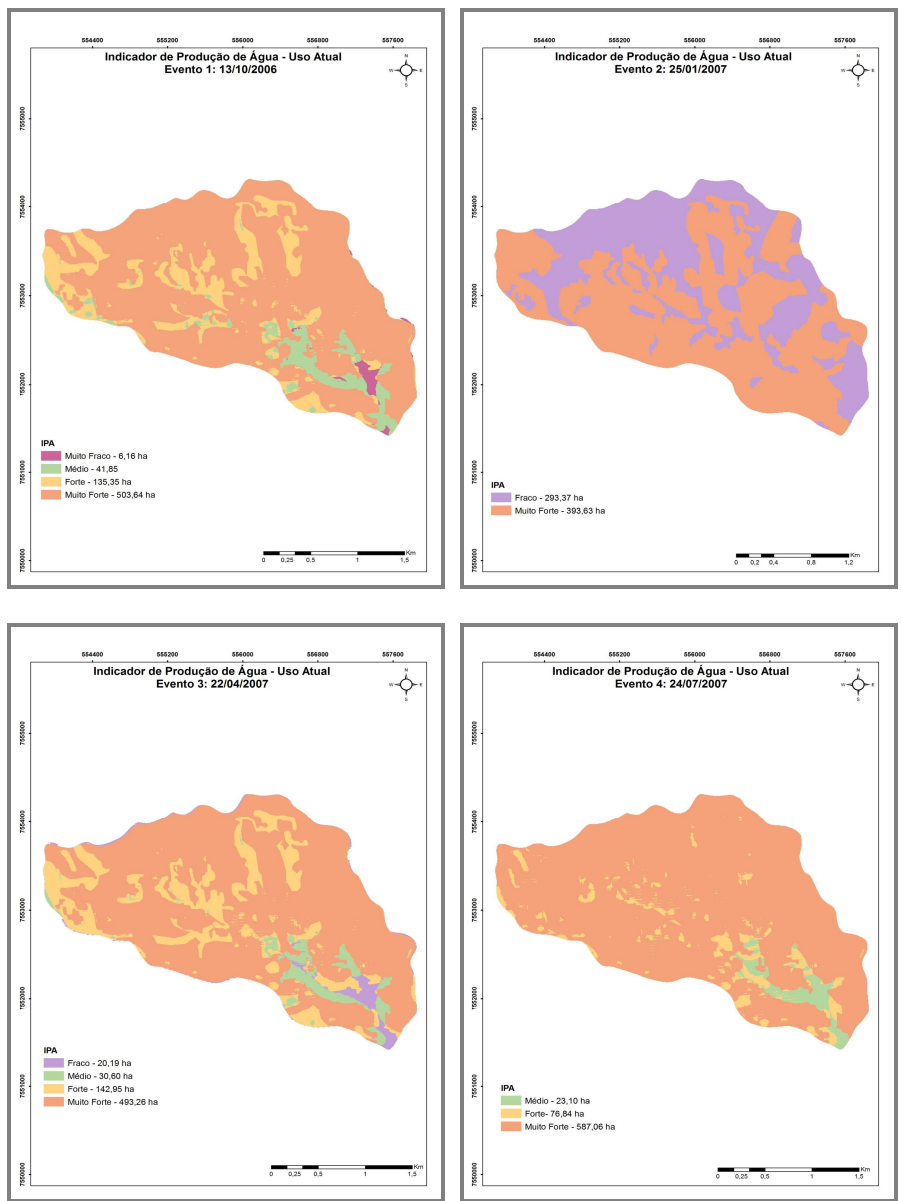 554400 555200 556000 556800 557600
Indicador de Produção de Água - Uso Atual
Evento 1: 13/10/2006
N
W E
S
7555000
7554000
7553000
7552000
7551000
7550000
IPA
Muito Fraco - 6,16 ha
Médio - 41,85
Forte - 135,35 ha
Muito Forte - 503,64 ha
Km
0 0,25 0,5 1 1,5
554400 555200 556000 556800 557600
Indicador de Produção de Água - Uso Atual
Evento 2: 25/01/2007
N
W E
S
7555000
7554000
7553000
7552000
7551000
7550000
IPA
Fraco - 293,37 ha
Muito Forte - 393,63 ha
Km
0 0,2 0,4 0,8 1,2
554400 555200 556000 556800 557600
Indicador de Produção de Água - Uso Atual
Evento 3: 22/04/2007
N
W E
S
7555000
7554000
7553000
7552000
7551000
7550000
IPA
Fraco - 20,19 ha
Médio - 30,60 ha
Forte - 142,95 ha
Muito Forte - 493,26 ha
Km
0 0,25 0,5 1 1,5
554400 555200 556000 556800 557600
Indicador de Produção de Água - Uso Atual
Evento 4: 24/07/2007
N
W E
S
7555000
7554000
7553000
7552000
7551000
7550000
IPA
Médio - 23,10 ha
Forte- 76,84 ha
Muito Forte - 587,06 ha
Km
0 0,25 0,5 1 1,5